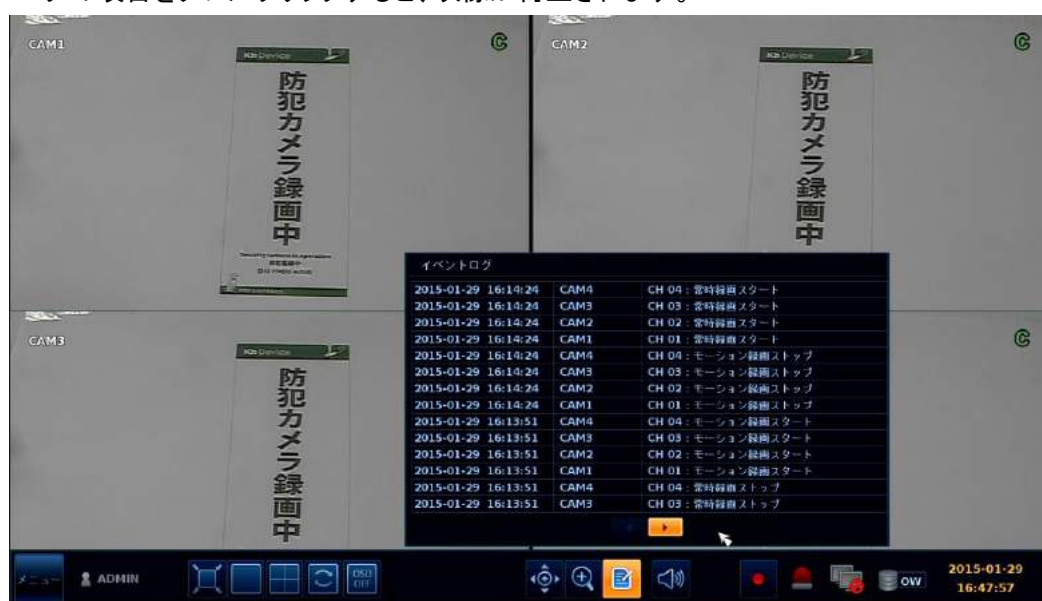 CAM1
CAM2
KB Device
防犯カメラ録画中
KB Device
防犯カメラ録画中
CAM3
KB Device
防犯カメラ録画中
イベントログ
2015-01-29 16:14:24 CAM4 CH 04 : 常時録画スタート
2015-01-29 16:14:24 CAM3 CH 03 : 常時録画スタート
2015-01-29 16:14:24 CAM2 CH 02 : 常時録画スタート
2015-01-29 16:14:24 CAM1 CH 01 : 常時録画スタート
2015-01-29 16:14:24 CAM4 CH 04 : モーション録画ストップ
2015-01-29 16:14:24 CAM3 CH 03 : モーション録画ストップ
2015-01-29 16:14:24 CAM2 CH 02 : モーション録画ストップ
2015-01-29 16:14:24 CAM1 CH 01 : モーション録画ストップ
2015-01-29 16:13:51 CAM4 CH 04 : モーション録画スタート
2015-01-29 16:13:51 CAM3 CH 03 : モーション録画スタート
2015-01-29 16:13:51 CAM2 CH 02 : モーション録画スタート
2015-01-29 16:13:51 CAM1 CH 01 : モーション録画スタート
2015-01-29 16:13:51 CAM4 CH 04 : 常時録画ストップ
2015-01-29 16:13:51 CAM3 CH 03 : 常時録画ストップ
メニュー
ADMIN
OSD
OFF
OW
2015-01-29
16:47:57